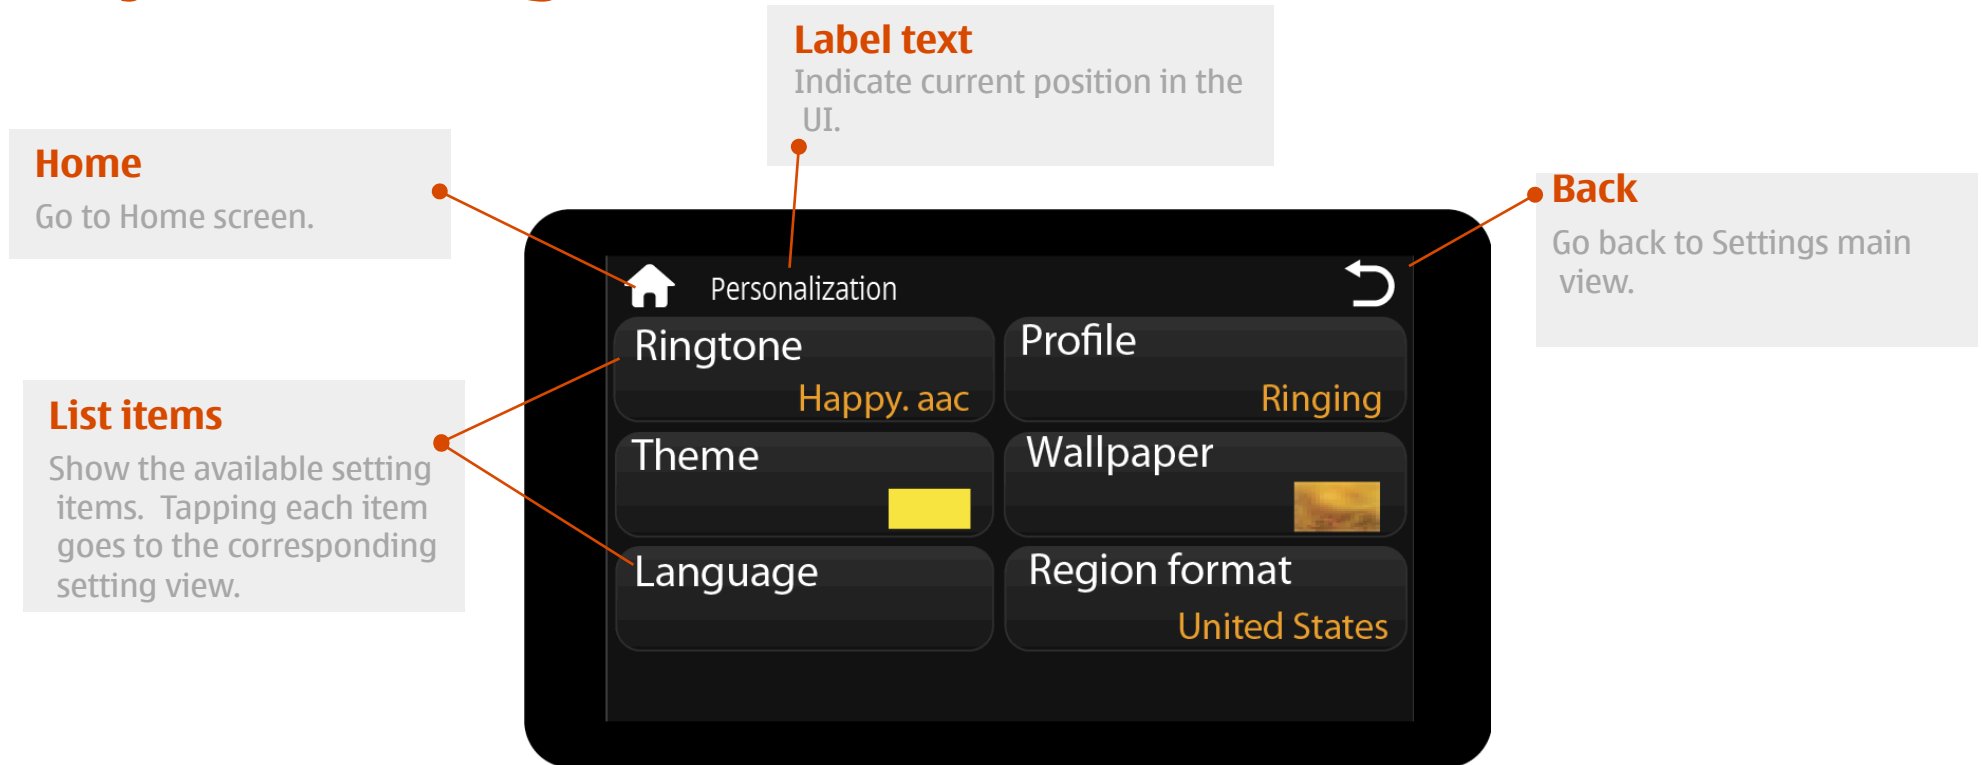 Label text
Indicate current position in the
UI.
Home
Go to Home screen.
Back
Go back to Settings main
view.
Personalization
Ringtone
Happy. aac
Profile
Ringing
List items
Show the available setting
items. Tapping each item
goes to the corresponding
setting view.
Theme
Wallpaper
Language
Region format
United States